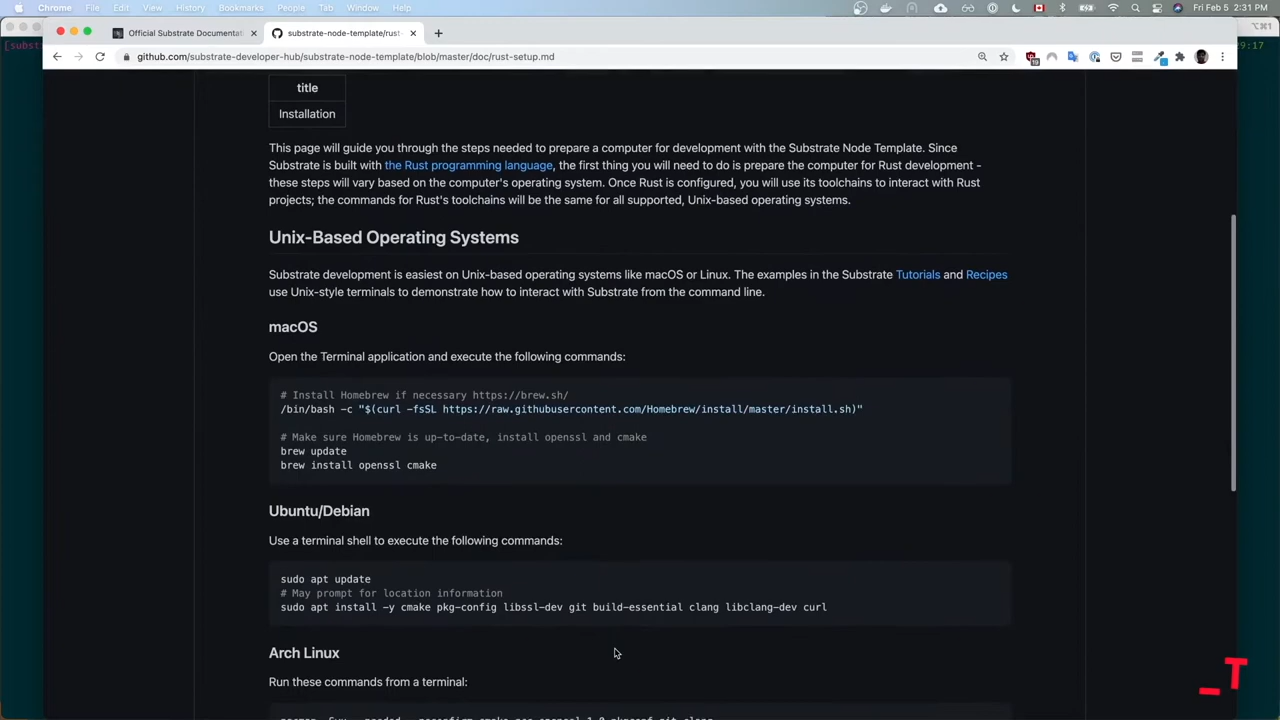 Chrome File Edit View History Bookmarks People Tab Window Help Fri Feb 5 2:31 PM
Official Substrate Documentati
substrate-node-template/rust-
⌥⌘1
[subst
9:17
github.com/substrate-developer-hub/substrate-node-template/blob/master/doc/rust-setup.md
title
Installation
This page will guide you through the steps needed to prepare a computer for development with the Substrate Node Template. Since
Substrate is built with the Rust programming language, the first thing you will need to do is prepare the computer for Rust development -
these steps will vary based on the computer's operating system. Once Rust is configured, you will use its toolchains to interact with Rust
projects; the commands for Rust's toolchains will be the same for all supported, Unix-based operating systems.
Unix-Based Operating Systems
Substrate development is easiest on Unix-based operating systems like macOS or Linux. The examples in the Substrate Tutorials and Recipes
use Unix-style terminals to demonstrate how to interact with Substrate from the command line.
macOS
Open the Terminal application and execute the following commands:
# Install Homebrew if necessary https://brew.sh/
/bin/bash -c "$(curl -fsSL https://raw.githubusercontent.com/Homebrew/install/master/install.sh)"
# Make sure Homebrew is up-to-date, install openssl and cmake
brew update
brew install openssl cmake
Ubuntu/Debian
Use a terminal shell to execute the following commands:
sudo apt update
# May prompt for location information
sudo apt install -y cmake pkg-config libssl-dev git build-essential clang libclang-dev curl
Arch Linux
Run these commands from a terminal:
_T